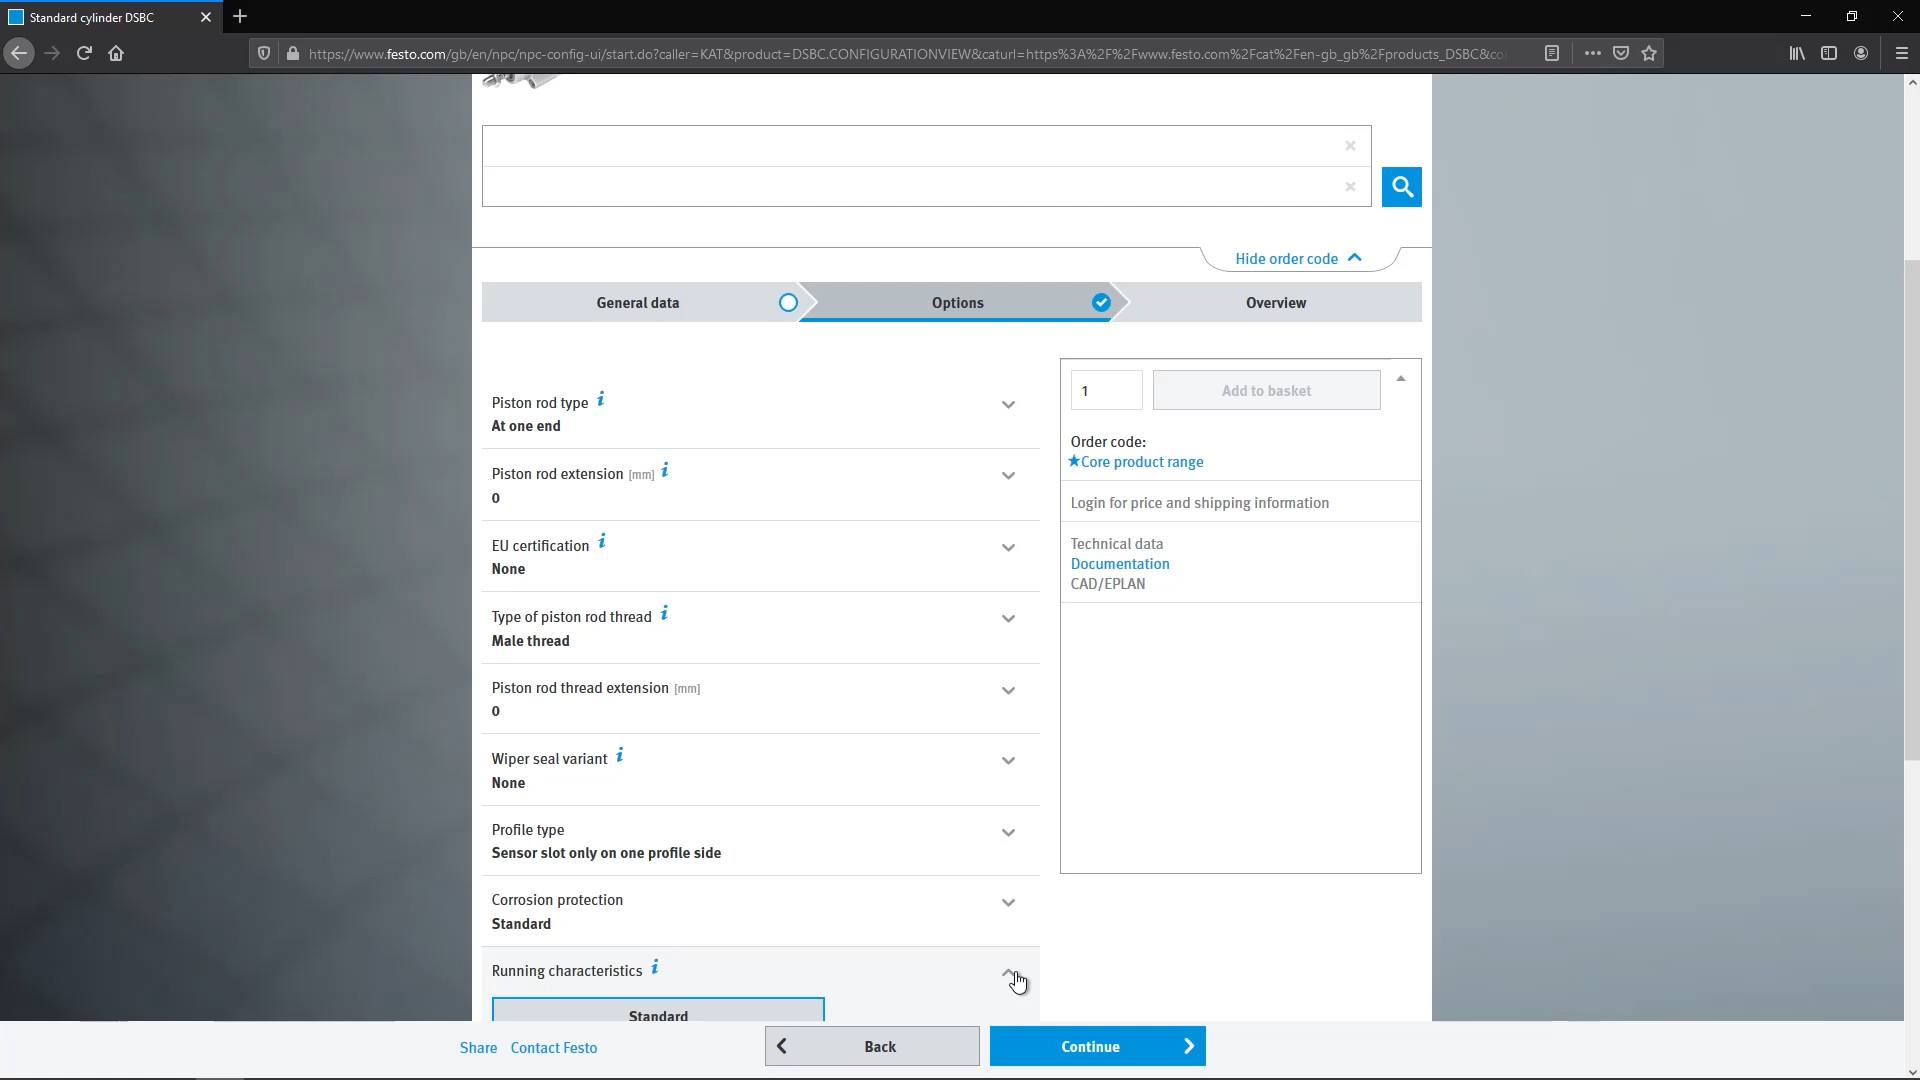 Standard cylinder DSBC
https://www.festo.com/gb/en/npc/npc-config-ui/start.do?caller=KAT&product=DSBC.CONFIGURATIONVIEW&caturl=https%3A%2F%2Fwww.festo.com%2Fcat%2Fen-gb_gb%2Fproducts_DSBC&co
Hide order code
General data
Options
Overview
Piston rod type i
At one end
Piston rod extension [mm] i
0
EU certification i
None
Type of piston rod thread i
Male thread
Piston rod thread extension [mm]
0
Wiper seal variant i
None
Profile type
Sensor slot only on one profile side
Corrosion protection
Standard
Running characteristics i
Standard
1
Add to basket
Order code:
★Core product range
Login for price and shipping information
Technical data
Documentation
CAD/EPLAN
Share Contact Festo
Back
Continue